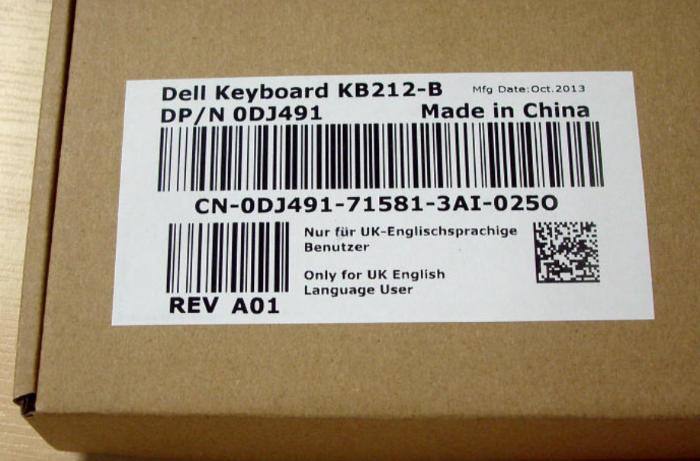 Dell Keyboard KB212-B
Mfg Date:Oct.2013
DP/N 0DJ491
Made in China
CN-0DJ491-71581-3AI-025O
Nur für UK-Englischsprachige
Benutzer
Only for UK English
Language User
REV A01